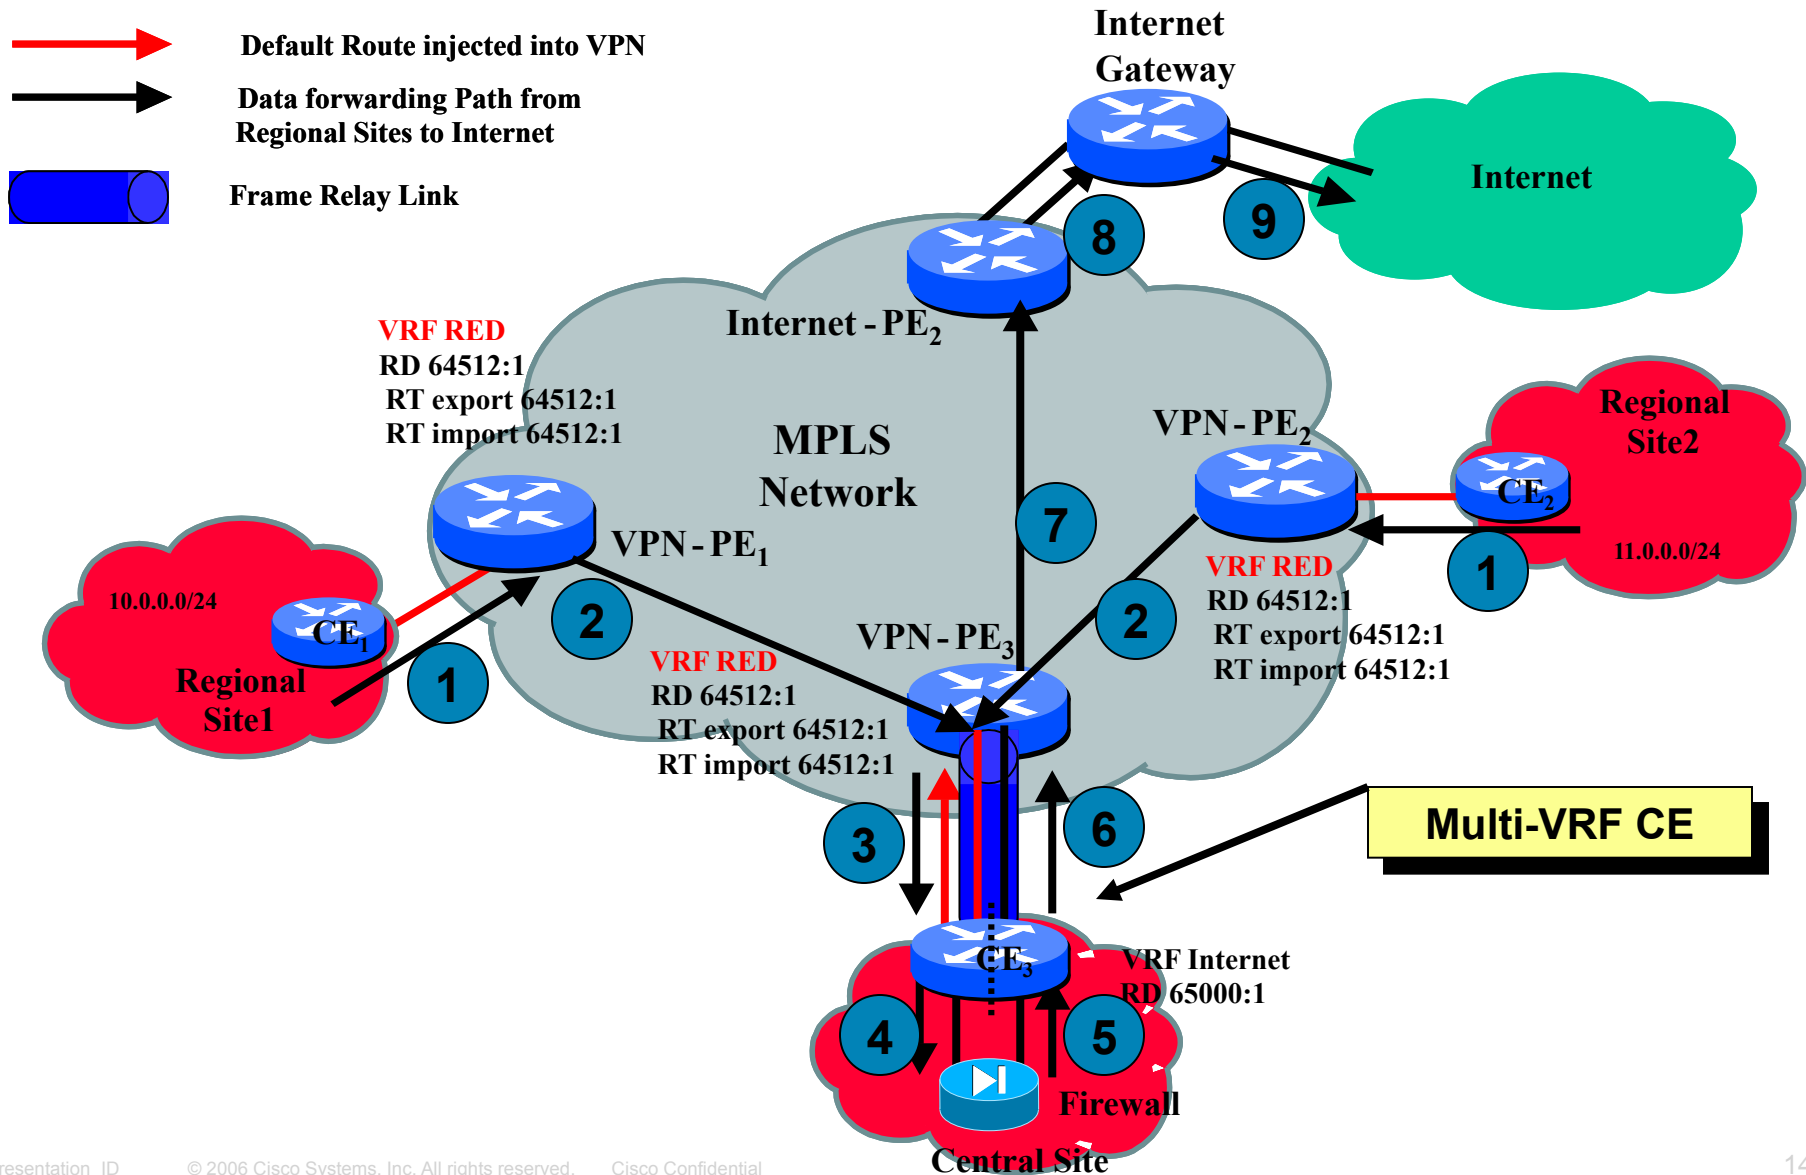 Default Route injected into VPN
Data forwarding Path from
Regional Sites to Internet
Frame Relay Link
Internet
Gateway
Internet
8
9
Internet-PE2
VRF RED
RD 64512:1
RT export 64512:1
RT import 64512:1
MPLS
Network
VPN-PE2
Regional
Site2
CE2
11.0.0.0/24
7
1
VPN-PE1
VRF RED
RD 64512:1
RT export 64512:1
RT import 64512:1
10.0.0.0/24
CE1
Regional
Site1
1
2
2
VPN-PE3
VRF RED
RD 64512:1
RT export 64512:1
RT import 64512:1
3
6
Multi-VRF CE
CE3
VRF Internet
RD 65000:1
4
5
Firewall
Central Site
resentation_ID
© 2006 Cisco Systems, Inc. All rights reserved.
Cisco Confidential
14